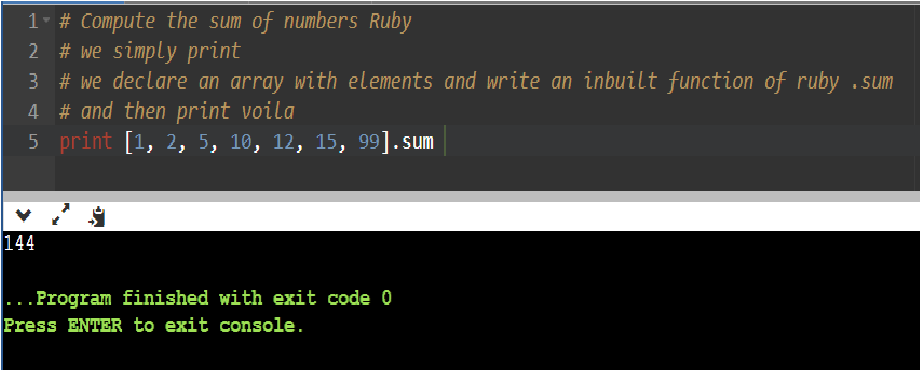 1 # Compute the sum of numbers Ruby
2 # we simply print
3 # we declare an array with elements and write an inbuilt function of ruby .sum
4 # and then print voila
5 print [1, 2, 5, 10, 12, 15, 99].sum
144
...Program finished with exit code 0
Press ENTER to exit console.